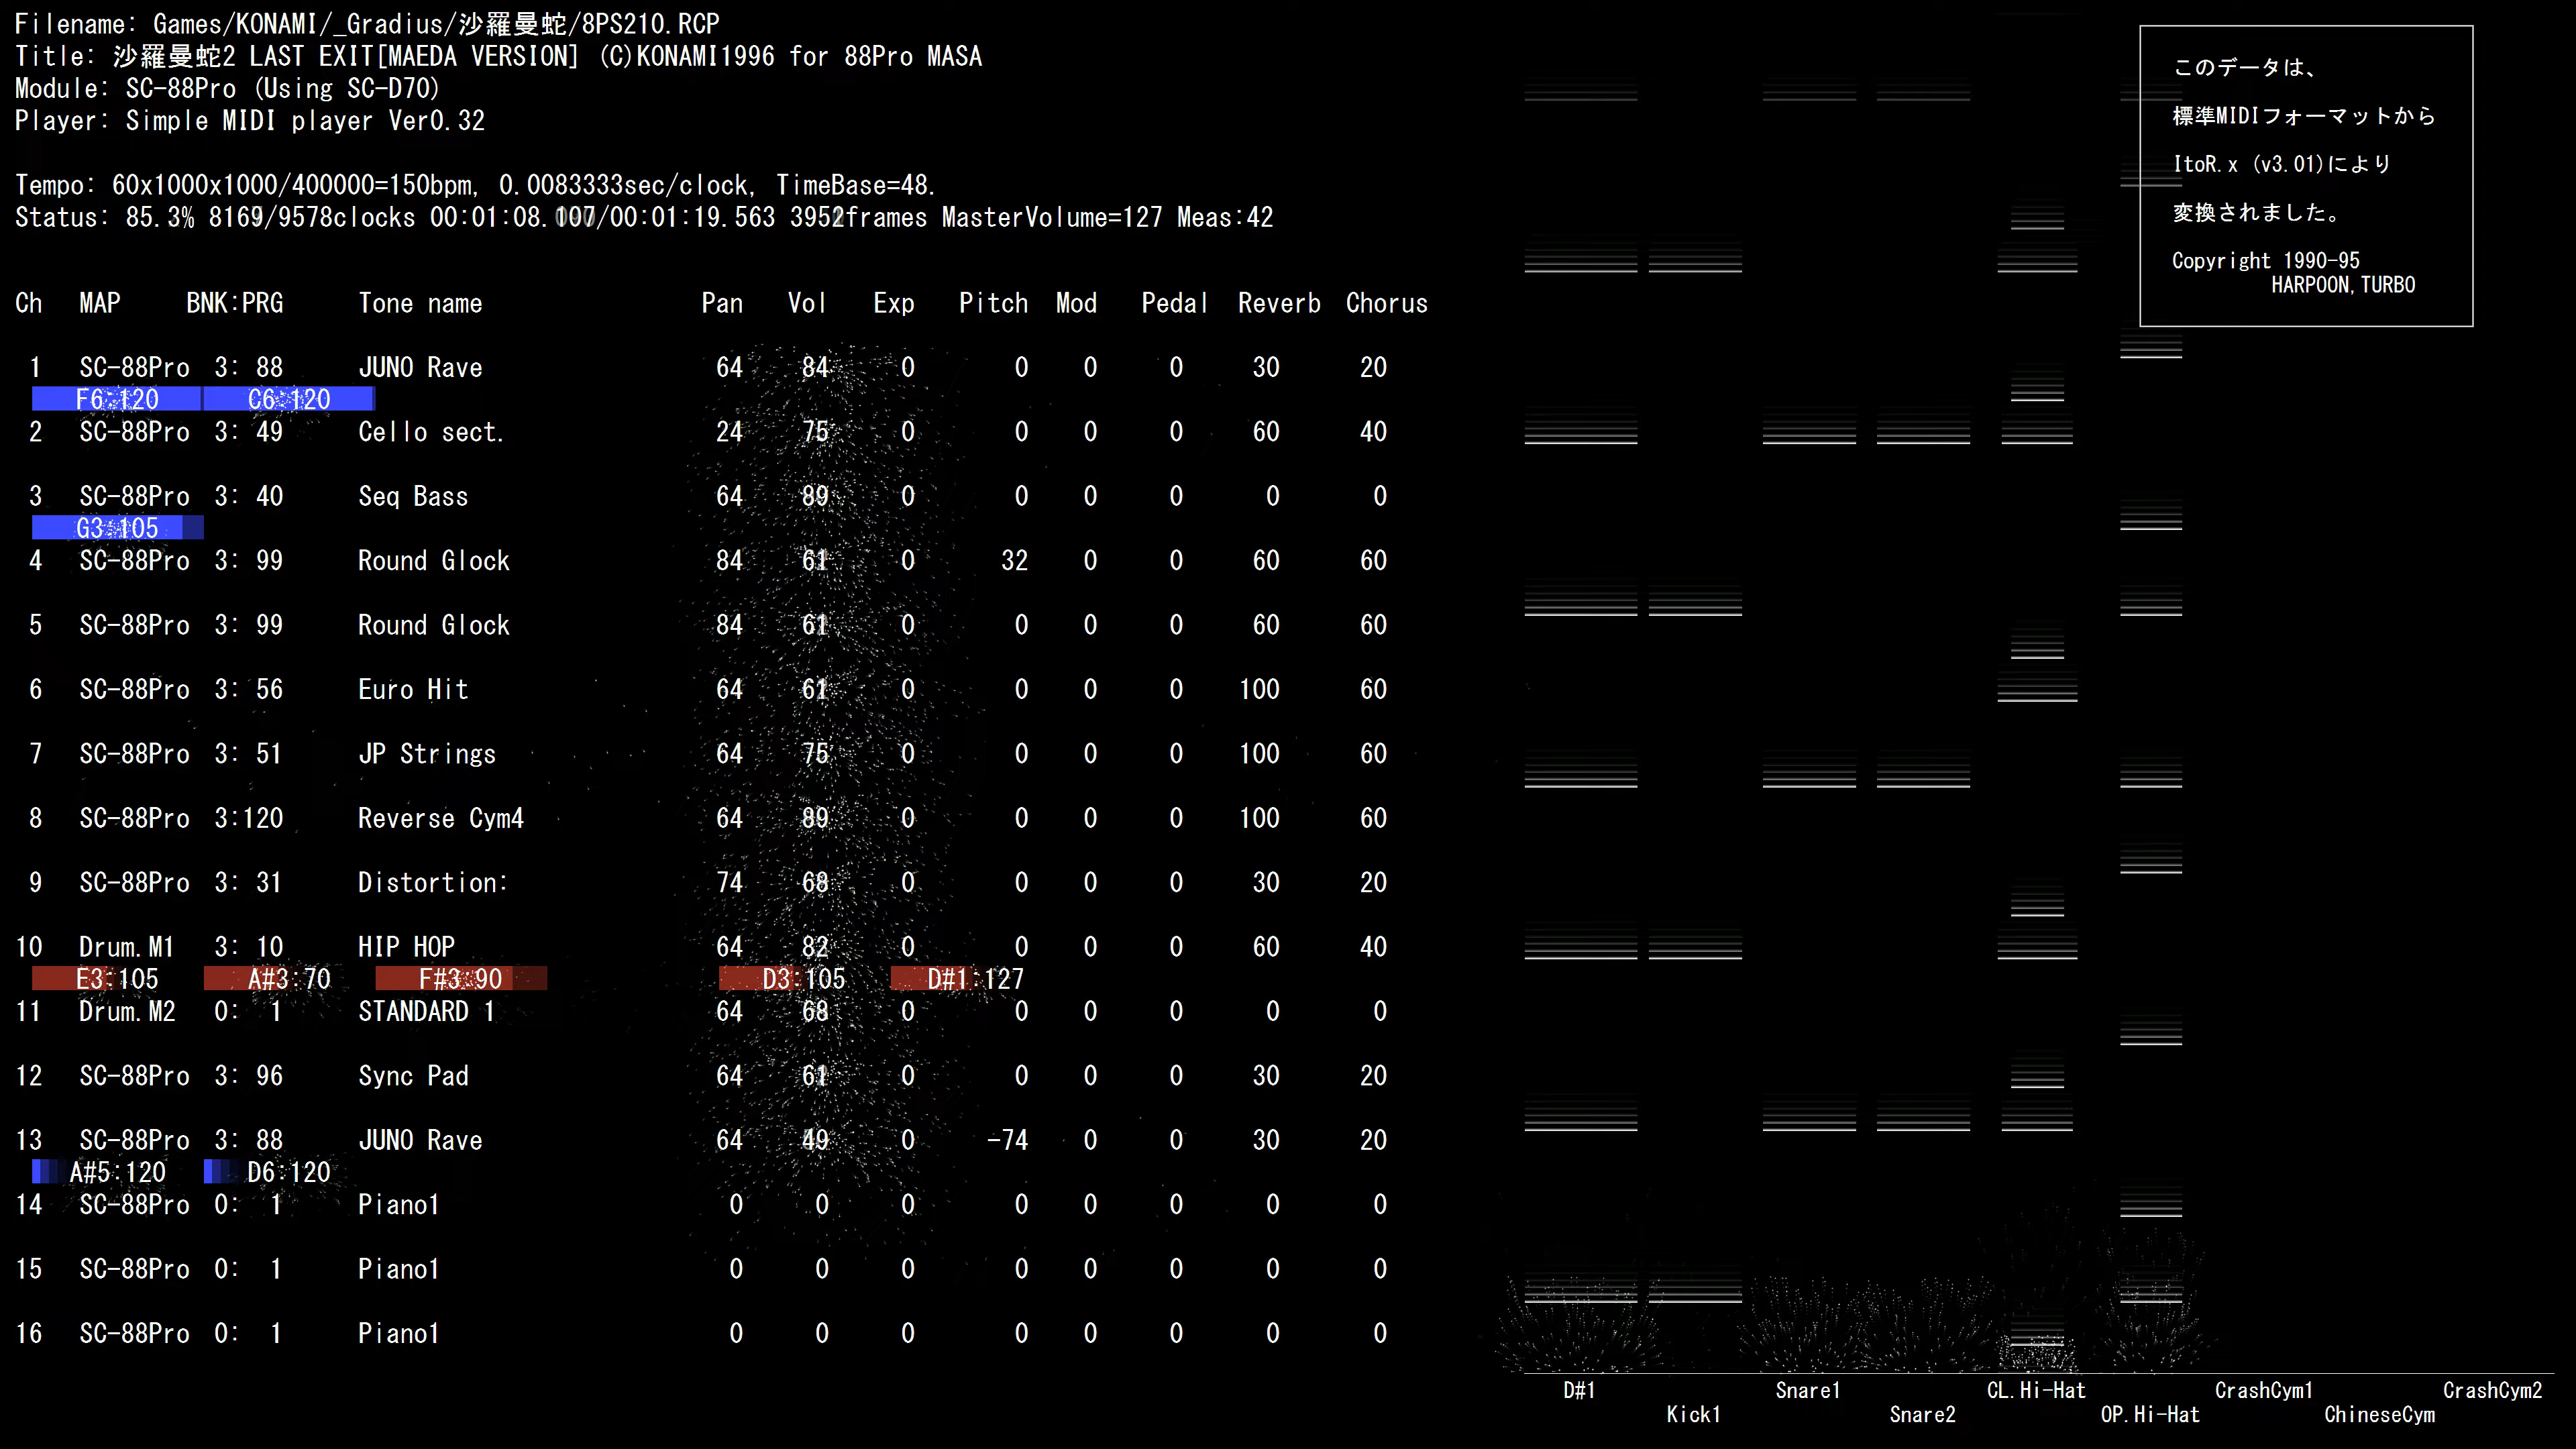 Filename: Games/KONAMI/_Gradius/沙羅曼蛇/8PS210.RCP
Title: 沙羅曼蛇2 LAST EXIT[MAEDA VERSION] (C)KONAMI1996 for 88Pro MASA
Module: SC-88Pro (Using SC-D70)
Player: Simple MIDI player Ver0.32
Tempo: 60x1000x1000/400000=150bpm, 0.0083333sec/clock, TimeBase=48.
Status: 85.3% 8169/9578clocks 00:01:08. /00:01:19.563 3952frames MasterVolume=127 Meas:42
Ch MAP BNK:PRG Tone name Pan Vol Exp Pitch Mod Pedal Reverb Chorus
1 SC-88Pro 3: 88 JUNO Rave 64 84 0 0 0 0 30 20
F6:120 C6:120
2 SC-88Pro 3: 49 Cello sect. 24 75 0 0 0 0 60 40
3 SC-88Pro 3: 40 Seq Bass 64 89 0 0 0 0 0 0
G3:105
4 SC-88Pro 3: 99 Round Glock 84 61 0 32 0 0 60 60
5 SC-88Pro 3: 99 Round Glock 84 61 0 0 0 0 60 60
6 SC-88Pro 3: 56 Euro Hit 64 61 0 0 0 0 100 60
7 SC-88Pro 3: 51 JP Strings 64 75 0 0 0 0 100 60
8 SC-88Pro 3:120 Reverse Cym4 64 89 0 0 0 0 100 60
9 SC-88Pro 3: 31 Distortion: 74 68 0 0 0 0 30 20
10 Drum.M1 3: 10 HIP HOP 64 82 0 0 0 0 60 40
E3:105 A#3:70 F#3:90 D3:105 D#1:127
11 Drum.M2 0: 1 STANDARD 1 64 68 0 0 0 0 0 0
12 SC-88Pro 3: 96 Sync Pad 64 61 0 0 0 0 30 20
13 SC-88Pro 3: 88 JUNO Rave 64 49 0 -74 0 0 30 20
A#5:120 D6:120
14 SC-88Pro 0: 1 Piano1 0 0 0 0 0 0 0 0
15 SC-88Pro 0: 1 Piano1 0 0 0 0 0 0 0 0
16 SC-88Pro 0: 1 Piano1 0 0 0 0 0 0 0 0
このデータは、
標準MIDIフォーマットから
ItoR.x (v3.01)により
変換されました。
Copyright 1990-95
HARPOON,TURBO
D#1 Snare1 CL.Hi-Hat CrashCym1 CrashCym2
Kick1 Snare2 OP.Hi-Hat ChineseCym